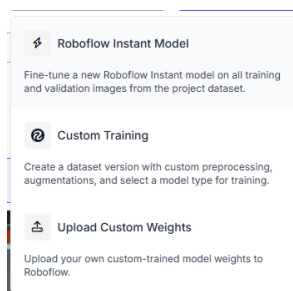 Roboflow Instant Model
Fine-tune a new Roboflow Instant model on all training
and validation images from the project dataset.
Custom Training
Create a dataset version with custom preprocessing,
augmentations, and select a model type for training.
Upload Custom Weights
Upload your own custom-trained model weights to
Roboflow.